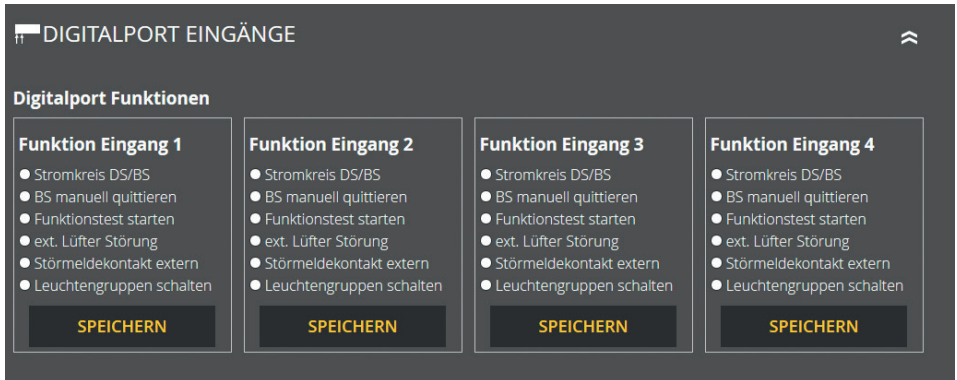 DIGITALPORT EINGÄNGE
Digitalport Funktionen
Funktion Eingang 1
Stromkreis DS/BS
BS manuell quittieren
Funktionstest starten
ext. Lüfter Störung
Störmeldekontakt extern
Leuchtengruppen schalten
SPEICHERN
Funktion Eingang 2
Stromkreis DS/BS
BS manuell quittieren
Funktionstest starten
ext. Lüfter Störung
Störmeldekontakt extern
Leuchtengruppen schalten
SPEICHERN
Funktion Eingang 3
Stromkreis DS/BS
BS manuell quittieren
Funktionstest starten
ext. Lüfter Störung
Störmeldekontakt extern
Leuchtengruppen schalten
SPEICHERN
Funktion Eingang 4
Stromkreis DS/BS
BS manuell quittieren
Funktionstest starten
ext. Lüfter Störung
Störmeldekontakt extern
Leuchtengruppen schalten
SPEICHERN